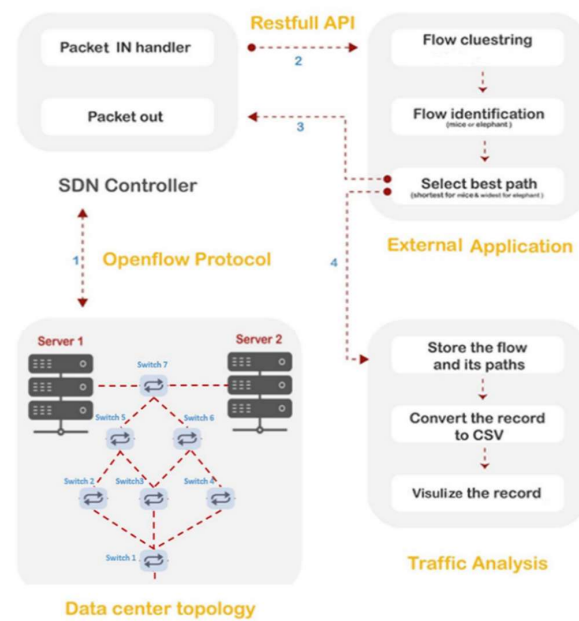 Restfull API
Packet IN handler
Packet out
SDN Controller
2
3
Flow cluestring
Flow identification
(mice or elephant)
Select best path
(shortest for mice & widest for elephant)
External Application
1
Openflow Protocol
4
Server 1
Server 2
Switch 7
Switch 5
Switch 6
Switch 2
Switch3
Switch 4
Switch 1
Data center topology
Store the flow
and its paths
Convert the record
to CSV
Visulize the record
Traffic Analysis